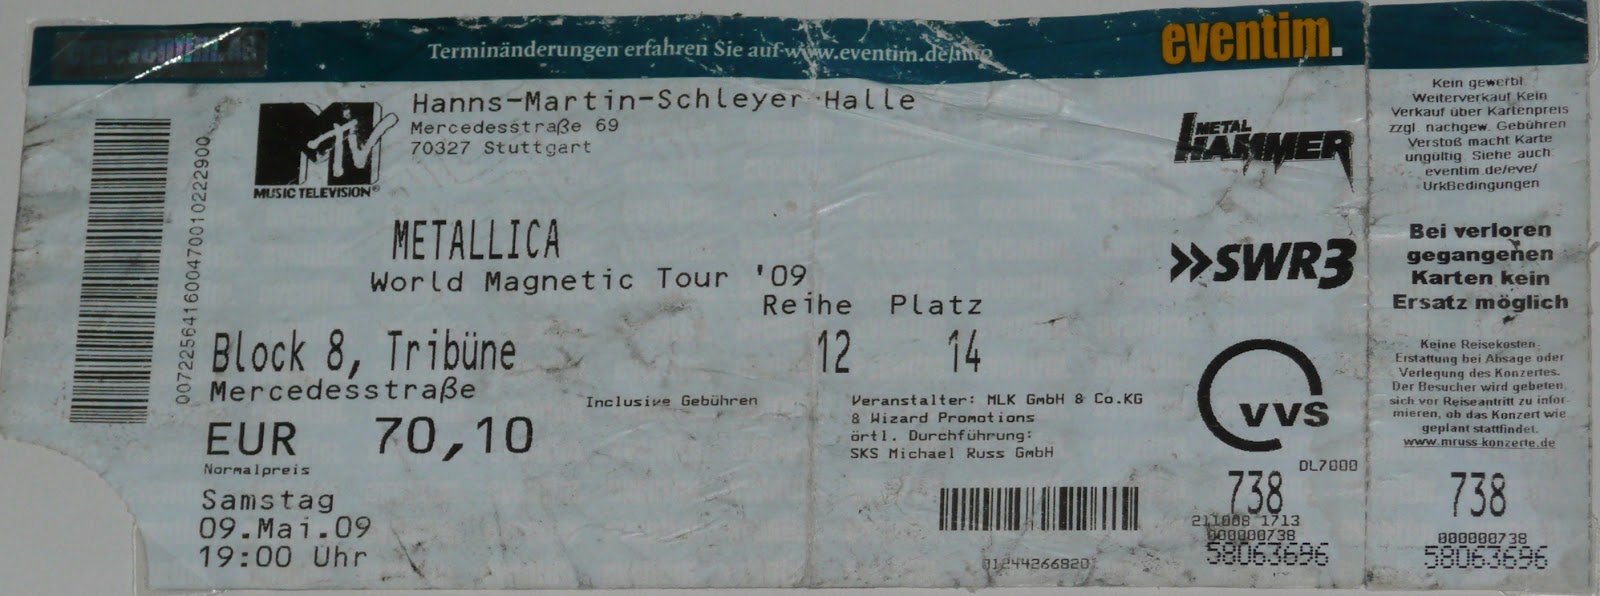 Terminänderungen erfahren Sie auf www.eventim.de/info
eventim.
MTV
MUSIC TELEVISION®
Hanns-Martin-Schleyer-Halle
Mercedesstraße 69
70327 Stuttgart
METALLICA
World Magnetic Tour '09
Reihe Platz
Block 8, Tribüne 12 14
Mercedesstraße
Inclusive Gebühren
EUR 70,10
Normalpreis
Samstag
09.Mai.09
19:00 Uhr
Veranstalter: MLK GmbH & Co.KG
& Wizard Promotions
örtl. Durchführung:
SKS Michael Russ GmbH
01244266820
METAL
HAMMER
SWR3
VVS
DL7000
738
211008 1713
000000738
58063696
Kein gewerbl.
Weiterverkauf Kein
Verkauf über Kartenpreis
zzgl. nachgew. Gebühren
Verstoß macht Karte
ungültig. Siehe auch:
eventim.de/eve/
UrkBedingungen
Bei verloren
gegangenen
Karten kein
Ersatz möglich
Keine Reisekosten-
Erstattung bei Absage oder
Verlegung des Konzertes.
Der Besucher wird gebeten,
sich vor Reiseantritt zu infor-
mieren, ob das Konzert wie
geplant stattfindet.
www.mruss-konzerte.de
738
000000738
58063696